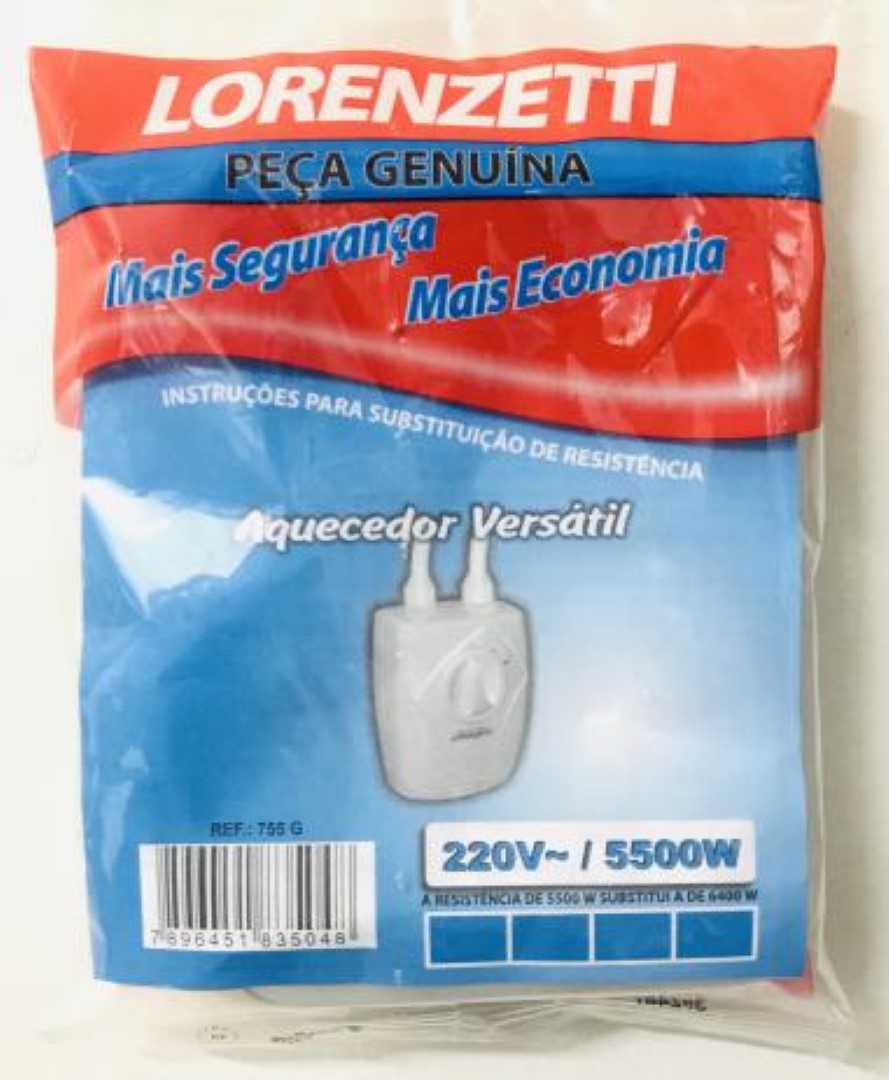 LORENZETTI
PEÇA GENUÍNA
Mais Segurança
Mais Economia
INSTRUÇÕES PARA SUBSTITUIÇÃO DE RESISTÊNCIA
Aquecedor Versátil
REF.: 755 G
7 896451 835048
220V~ / 5500W
A RESISTÊNCIA DE 5500 W SUBSTITUI A DE 6400 W